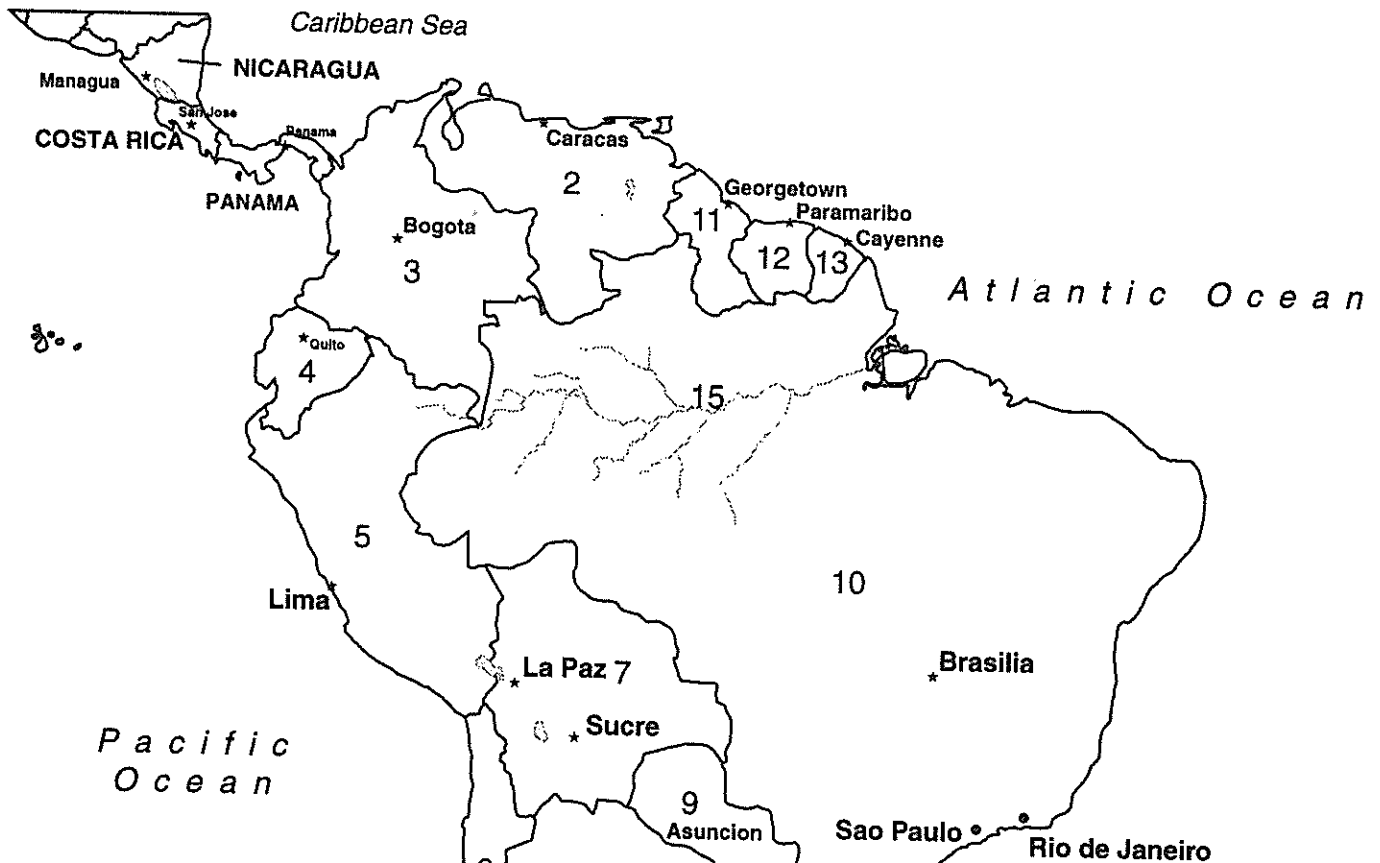 Caribbean Sea
NICARAGUA
Managua
San Jose
COSTA RICA
Panama
PANAMA
Caracas
2
Georgetown
11
Paramaribo
Bogota
Cayenne
12
13
3
Atlantic Ocean
Quito
4
15
5
10
Lima
La Paz 7
Brasilia
Sucre
Pacific
Ocean
9
Asuncion
Sao Paulo
Rio de Janeiro